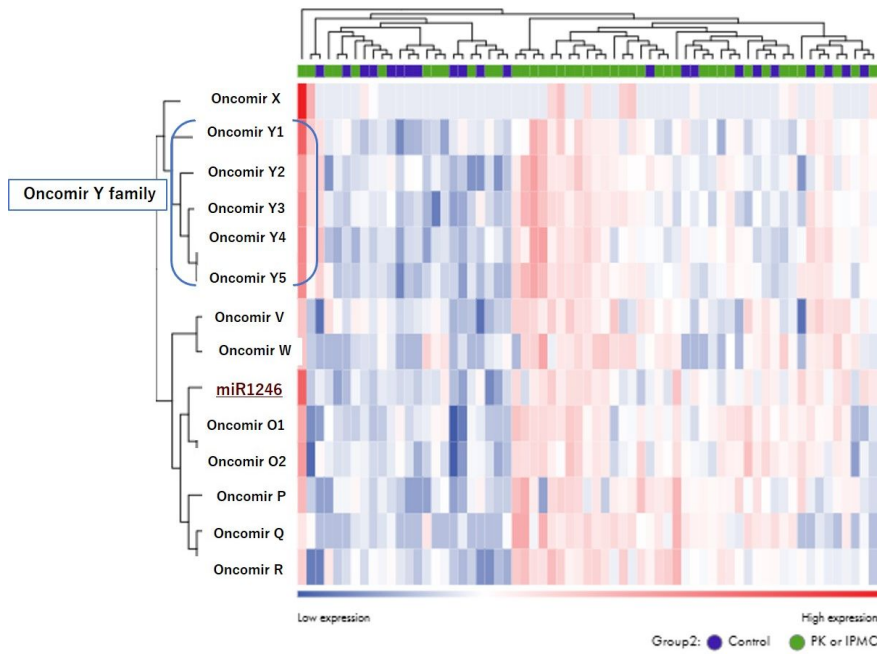 Oncomir X
Oncomir Y1
Oncomir Y2
Oncomir Y family
Oncomir Y3
Oncomir Y4
Oncomir Y5
Oncomir V
Oncomir W
miR1246
Oncomir O1
Oncomir O2
Oncomir P
Oncomir Q
Oncomir R
Low expression
High expression
Group2: Control PK or IPMC